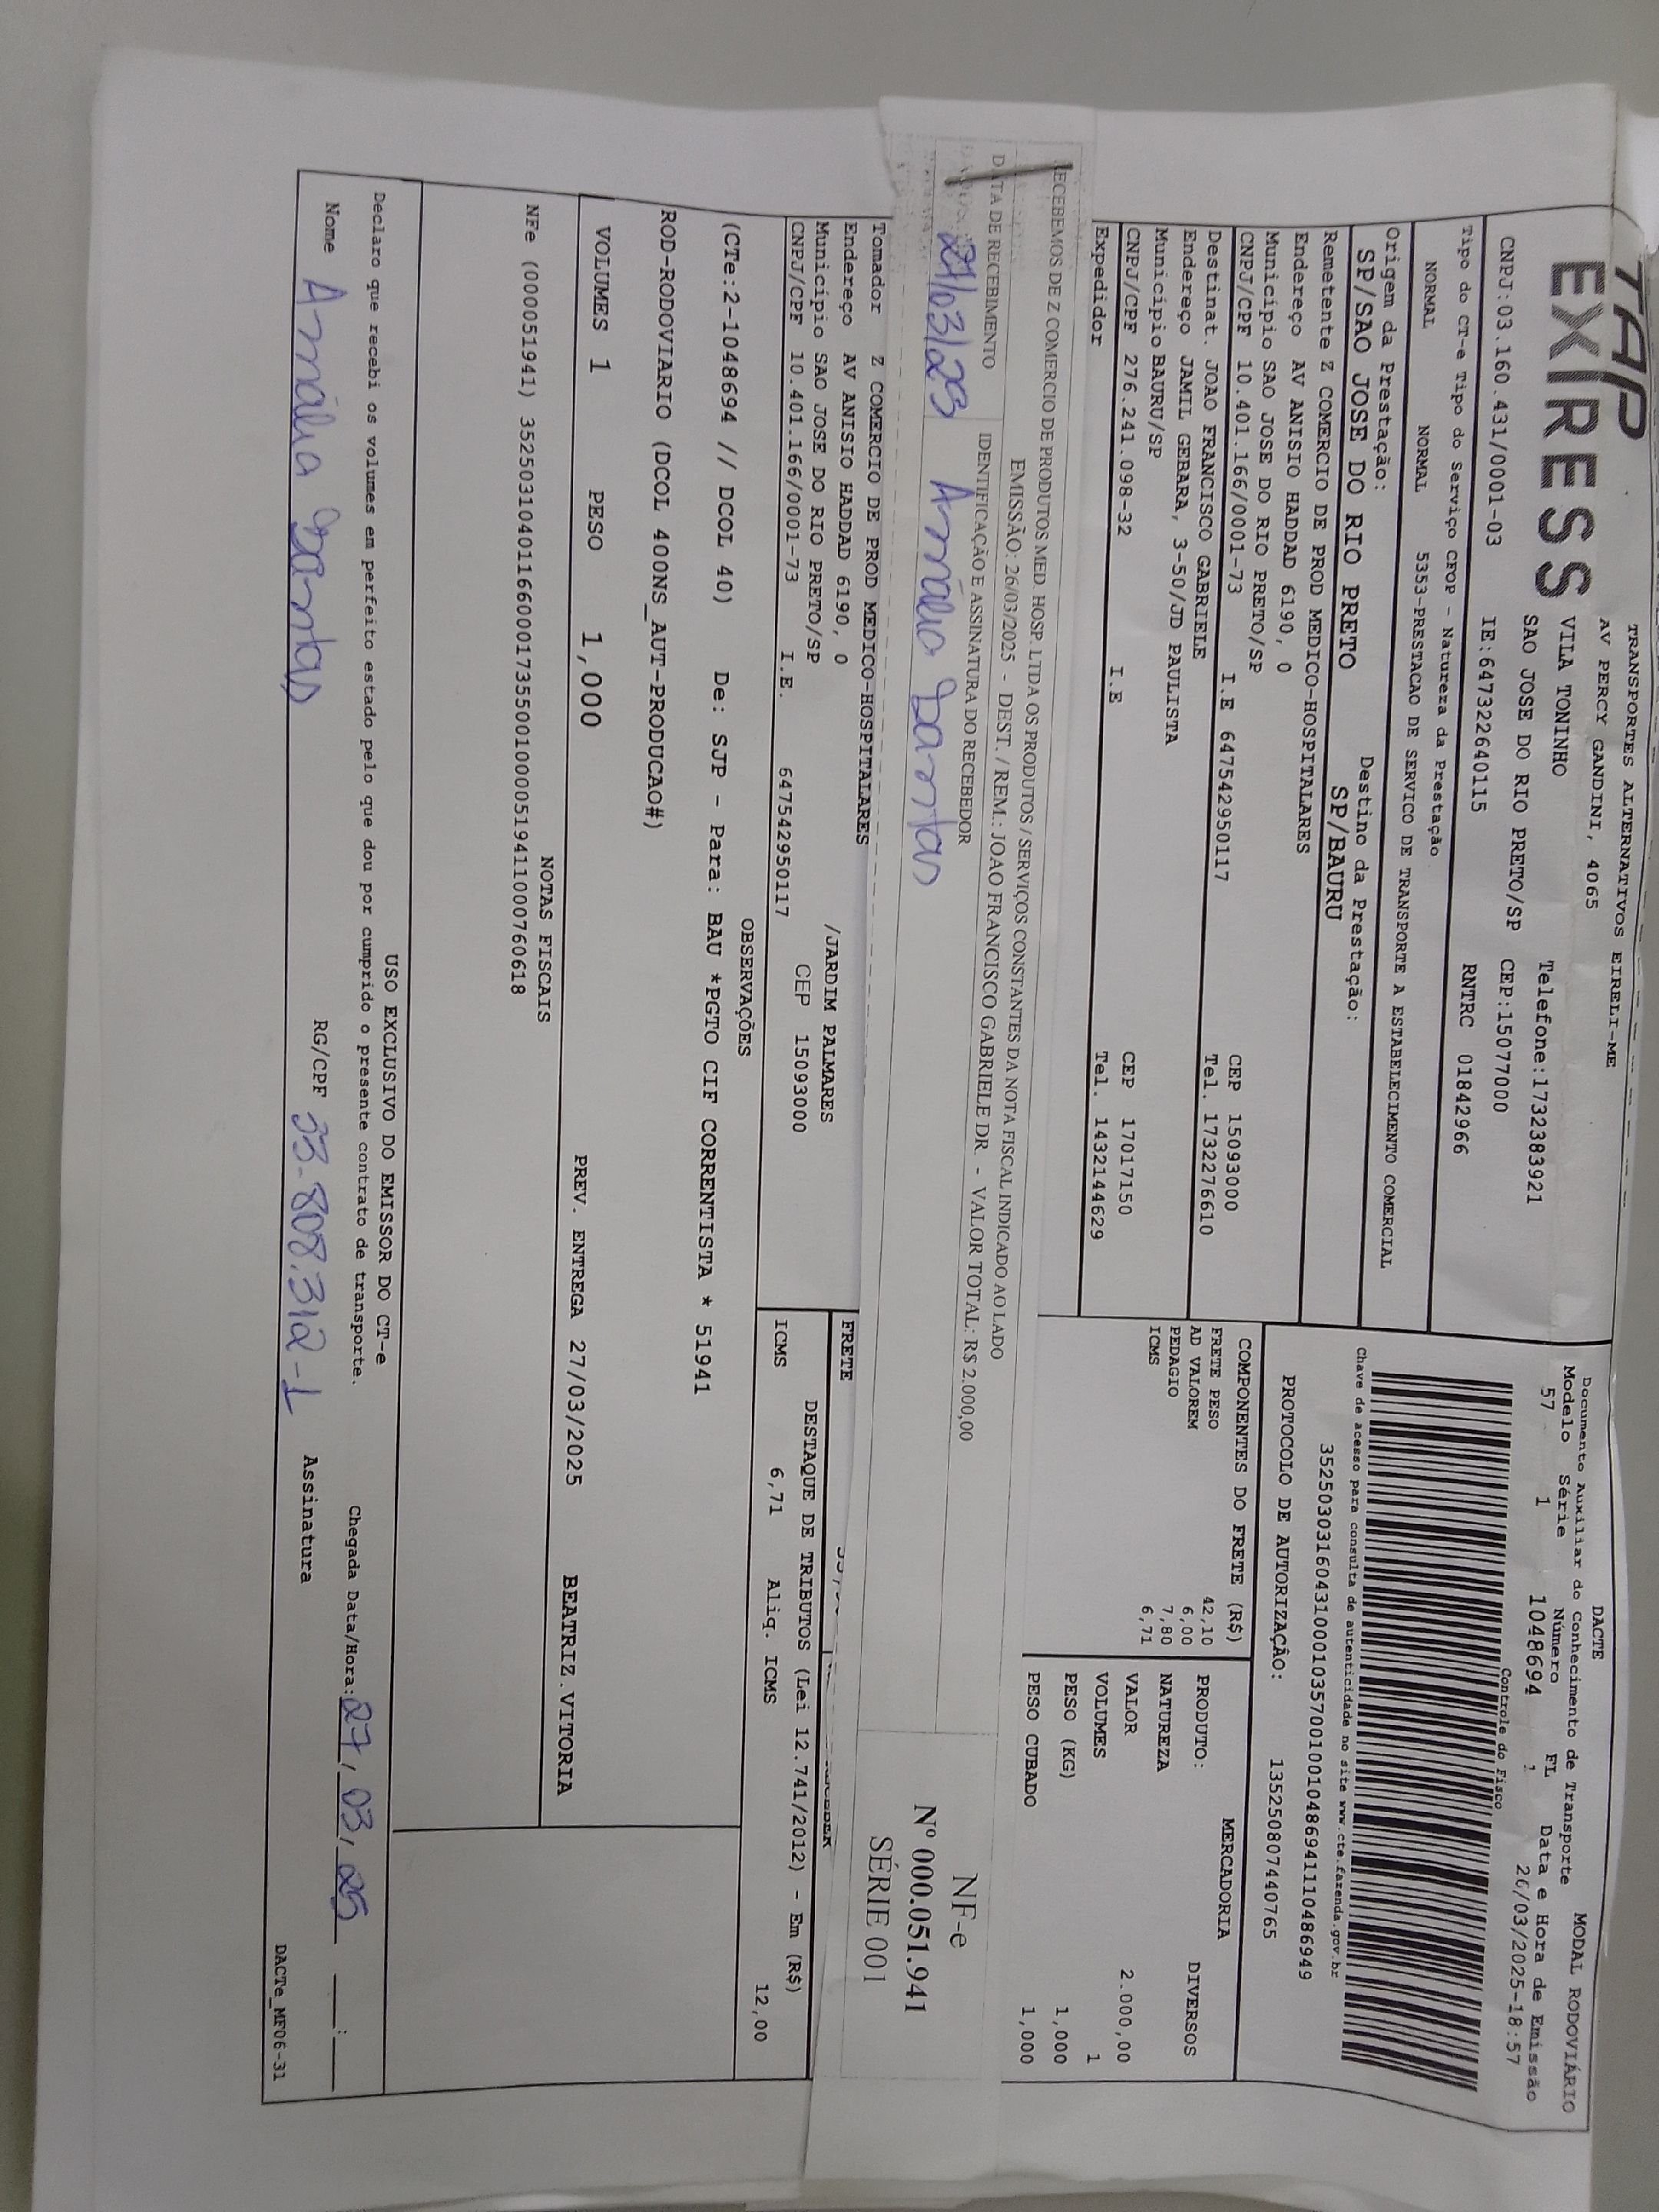 TAP
EXPRESS
TRANSPORTES ALTERNATIVOS EIRELI-ME
AV PERCY GANDINI, 4065
VILA TONINHO Telefone:1732383921
SAO JOSE DO RIO PRETO/SP CEP:15077000
CNPJ:03.160.431/0001-03 IE:647322640115 RNTRC 01842966
DACTE MODAL RODOVIÁRIO
Documento Auxiliar do Conhecimento de Transporte
Modelo Série Número FL Data e Hora de Emissão
57 1 1048694 26/03/2025-18:57
Controle do Fisco
Tipo do CT-e Tipo do Serviço CFOP - Natureza da Prestação
NORMAL NORMAL 5353-PRESTACAO DE SERVICO DE TRANSPORTE A ESTABELECIMENTO COMERCIAL
Chave de acesso para consulta de autenticidade no site www.cte.fazenda.gov.br
35250303160431000103570010010486941110486949
Origem da Prestação: Destino da Prestação:
SP/SAO JOSE DO RIO PRETO SP/BAURU
PROTOCOLO DE AUTORIZAÇÃO: 135250807440765
Remetente Z COMERCIO DE PROD MEDICO-HOSPITALARES
Endereço AV ANISIO HADDAD 6190, 0
Município SAO JOSE DO RIO PRETO/SP CEP 15093000
CNPJ/CPF 10.401.166/0001-73 I.E 647542950117 Tel. 1732276610
Destinat. JOAO FRANCISCO GABRIELE
Endereço JAMIL GEBARA, 3-50/JD PAULISTA
Município BAURU/SP CEP 17017150
CNPJ/CPF 276.241.098-32 I.E Tel. 1432144629
Expedidor
COMPONENTES DO FRETE (R$)
FRETE PESO 42,10
AD VALOREM 6,00
PEDAGIO 7,80
ICMS 6,71
MERCADORIA
PRODUTO: DIVERSOS
NATUREZA
VALOR 2.000,00
VOLUMES 1
PESO (KG) 1,000
PESO CUBADO 1,000
RECEBEMOS DE Z COMERCIO DE PRODUTOS MED. HOSP. LTDA OS PRODUTOS / SERVIÇOS CONSTANTES DA NOTA FISCAL INDICADO AO LADO
EMISSÃO: 26/03/2025 - DEST. / REM.: JOAO FRANCISCO GABRIELE DR. - VALOR TOTAL: R$ 2.000,00
DATA DE RECEBIMENTO IDENTIFICAÇÃO E ASSINATURA DO RECEBEDOR
Amália Dantas
NF-e
Nº 000.051.941
SÉRIE 001
Tomador Z COMERCIO DE PROD MEDICO-HOSPITALARES
Endereço AV ANISIO HADDAD 6190, 0 /JARDIM PALMARES
Município SAO JOSE DO RIO PRETO/SP CEP 15093000
CNPJ/CPF 10.401.166/0001-73 I.E. 647542950117
FRETE
DESTAQUE DE TRIBUTOS (Lei 12.741/2012) - Em (R$)
ICMS 6,71 Aliq. ICMS 12,00
OBSERVAÇÕES
(CTe:2-1048694 // DCOL 40) De: SJP - Para: BAU *PGTO CIF CORRENTISTA * 51941
ROD-RODOVIARIO (DCOL 400NS_AUT-PRODUCAO#)
VOLUMES 1 PESO 1,000 PREV. ENTREGA 27/03/2025 BEATRIZ.VITORIA
NOTAS FISCAIS
NFe (000051941) 35250310401166000173550010000519411000760618
USO EXCLUSIVO DO EMISSOR DO CT-e
Declaro que recebi os volumes em perfeito estado pelo que dou por cumprido o presente contrato de transporte. Chegada Data/Hora: 27/03/25 __:__
Nome Amália Dantas RG/CPF 33.808.312-1 Assinatura
DACTe_MF06-31